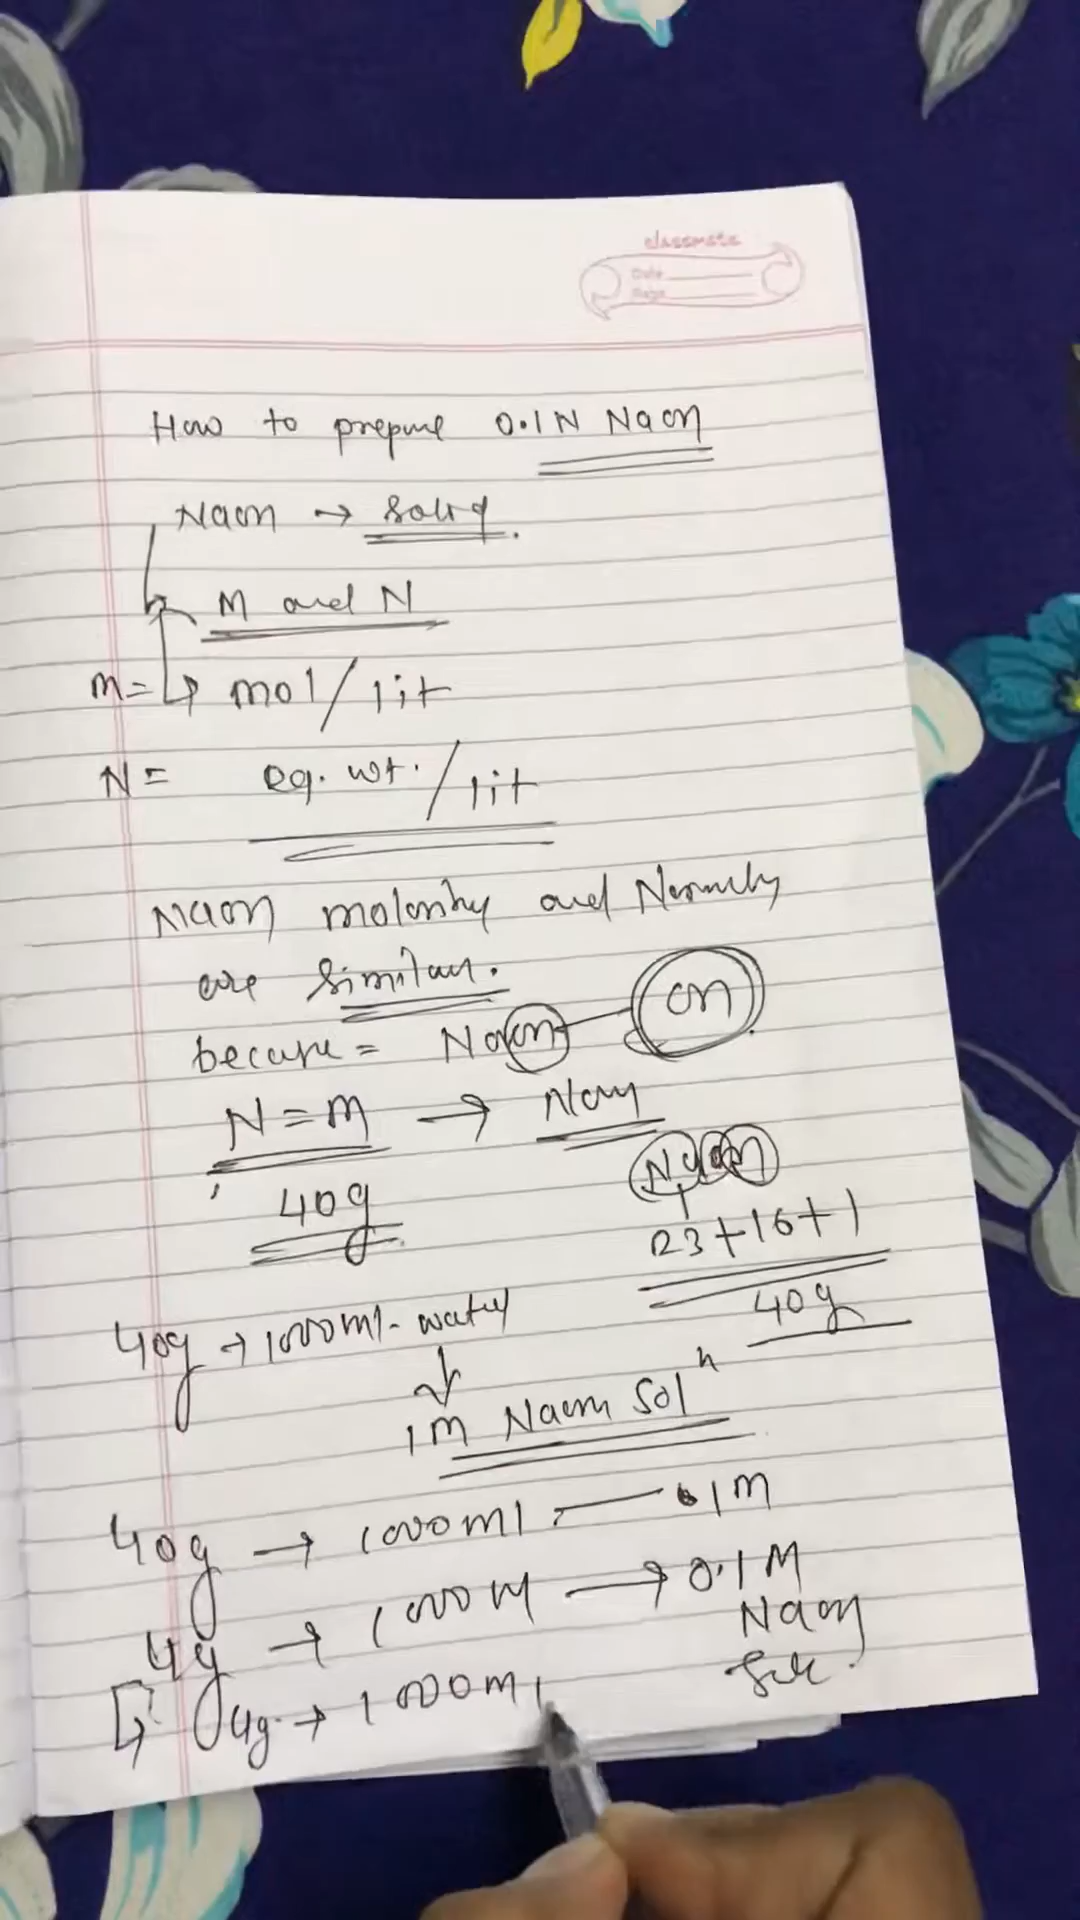 classmate
Date
Page
How to prepare 0.1N NaOH
NaOH → Solid.
M and N
M = mol/lit
N = eq. wt./lit
NaOH molarity and Normality
are similar.
because = NaOH OH
N = M → NaOH
NaOH
40g
23+16+1
40g
40g → 1000ml - water
↓
1M NaOH Solⁿ
40g → 1000ml — 1M
4g → 1000ml → 0.1M
NaOH
Sol.
4g → 1000ml